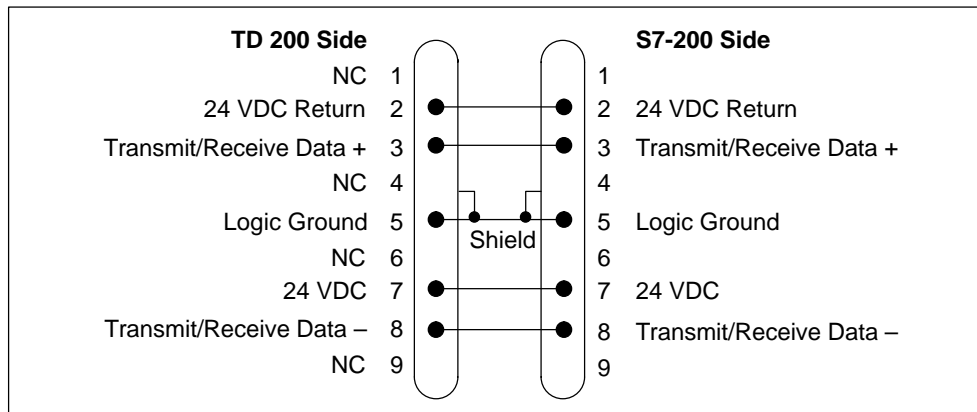 TD 200 Side S7-200 Side
NC 1 1
24 VDC Return 2 2 24 VDC Return
Transmit/Receive Data + 3 3 Transmit/Receive Data +
NC 4 4
Logic Ground 5 5 Logic Ground
Shield
NC 6 6
24 VDC 7 7 24 VDC
Transmit/Receive Data – 8 8 Transmit/Receive Data –
NC 9 9